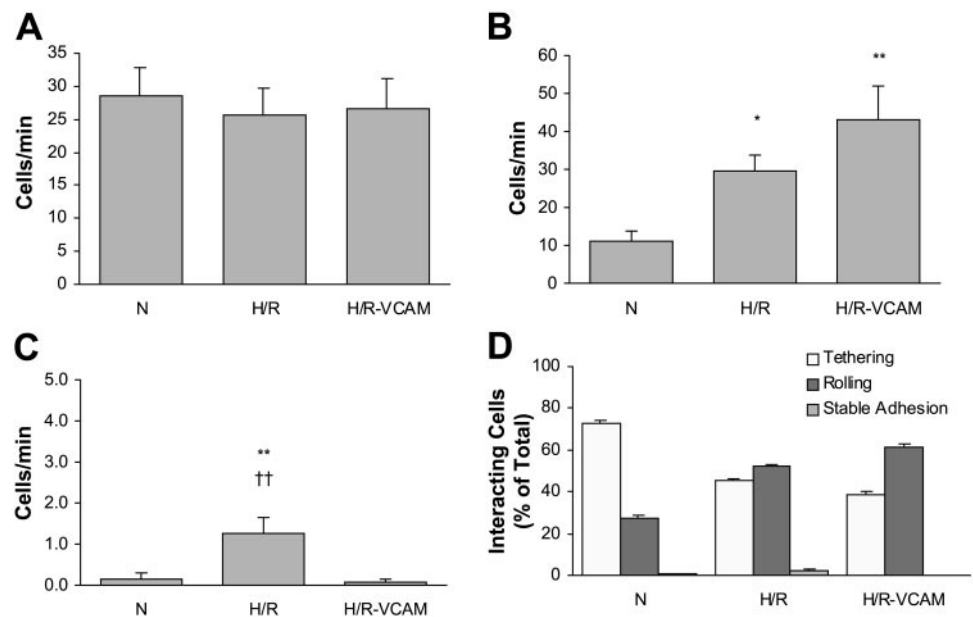 A
35
30
25
20
15
10
5
0
Cells/min
N H/R H/R-VCAM
B
60
50
40
30
20
10
0
Cells/min
*
**
N H/R H/R-VCAM
C
5.0
4.0
3.0
2.0
1.0
0.0
Cells/min
**
††
N H/R H/R-VCAM
D
100
80
60
40
20
0
Interacting Cells
(% of Total)
Tethering
Rolling
Stable Adhesion
N H/R H/R-VCAM